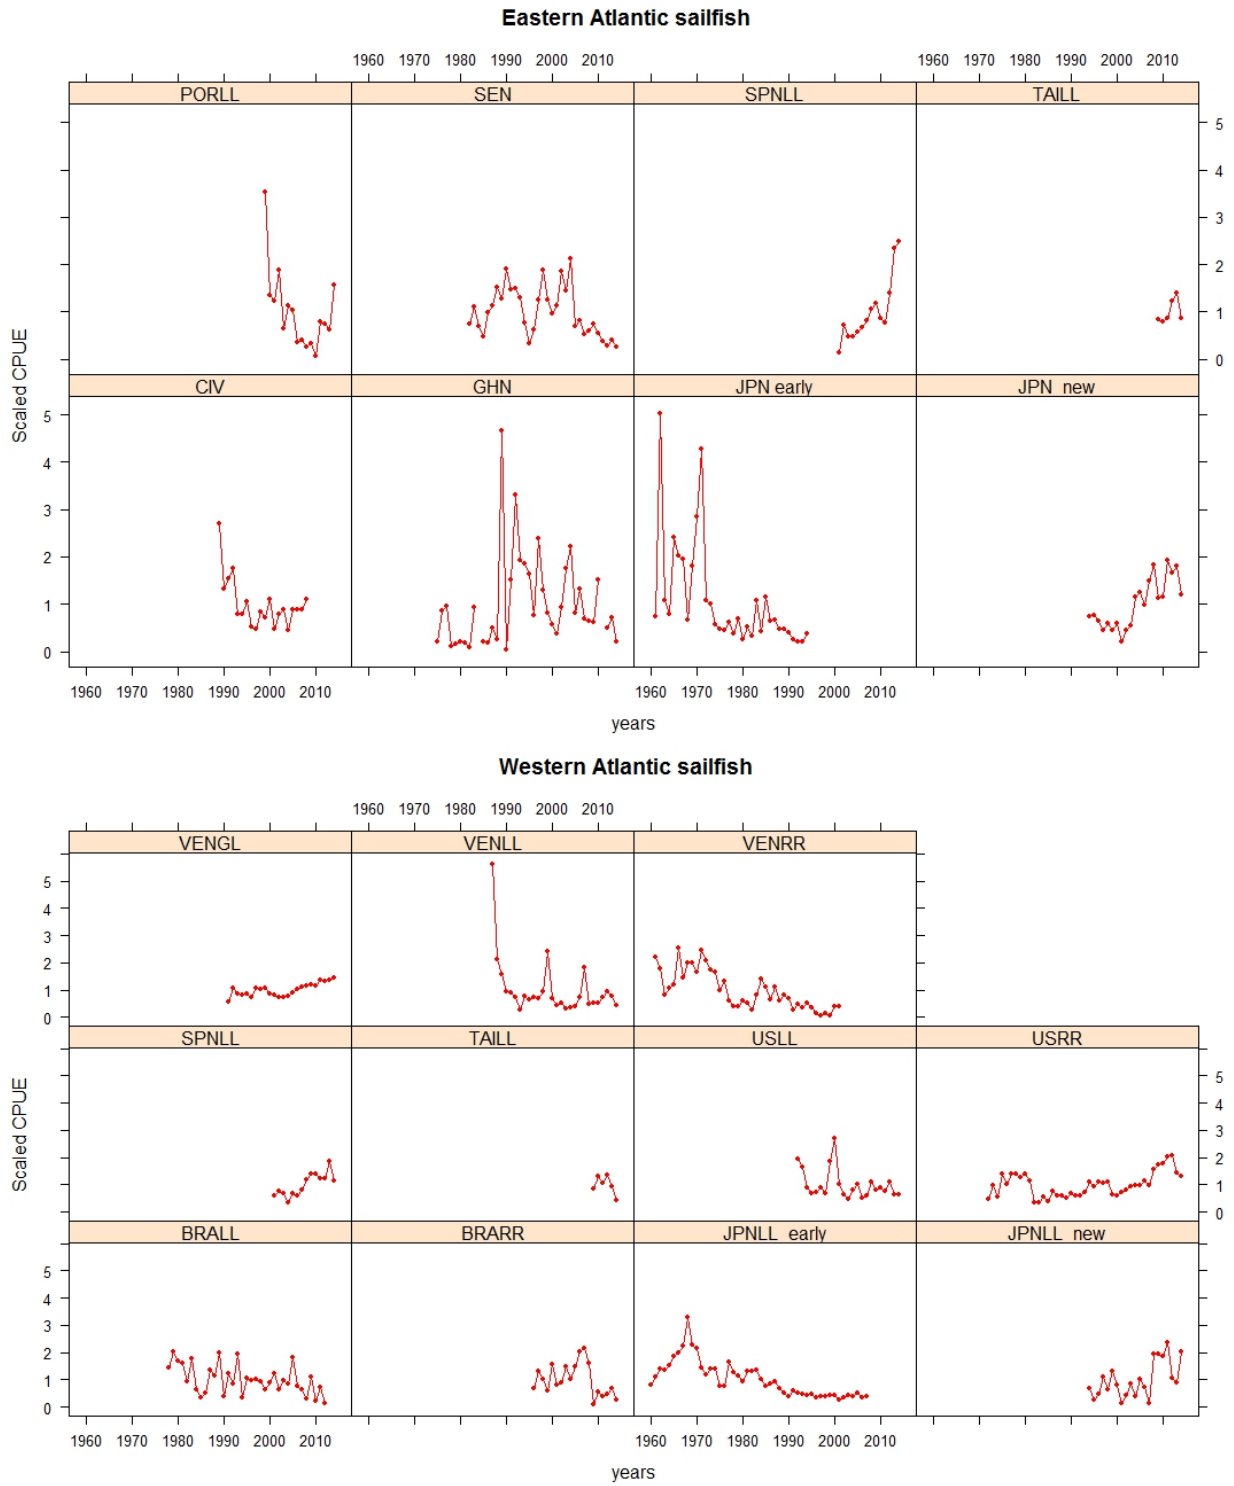 Eastern Atlantic sailfish
1960 1970 1980 1990 2000 2010 1960 1970 1980 1990 2000 2010
PORLL SEN SPNLL TAILL
5
4
3
2
1
0
Scaled CPUE
CIV GHN JPN early JPN new
5
4
3
2
1
0
1960 1970 1980 1990 2000 2010 1960 1970 1980 1990 2000 2010
years
Western Atlantic sailfish
1960 1970 1980 1990 2000 2010
VENGL VENLL VENRR
5
4
3
2
1
0
SPNLL TAILL USLL USRR
Scaled CPUE
5
4
3
2
1
0
BRALL BRARR JPNLL early JPNLL new
5
4
3
2
1
0
1960 1970 1980 1990 2000 2010 1960 1970 1980 1990 2000 2010
years